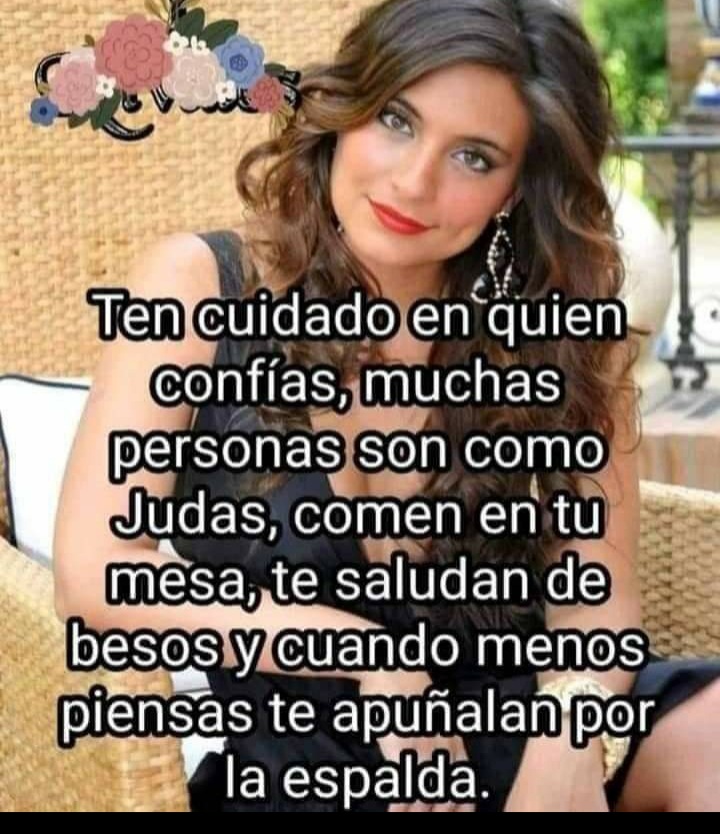 Ten cuidado en quien
confías, muchas
personas son como
Judas, comen en tu
mesa, te saludan de
besos y cuando menos
piensas te apuñalan por
la espalda.